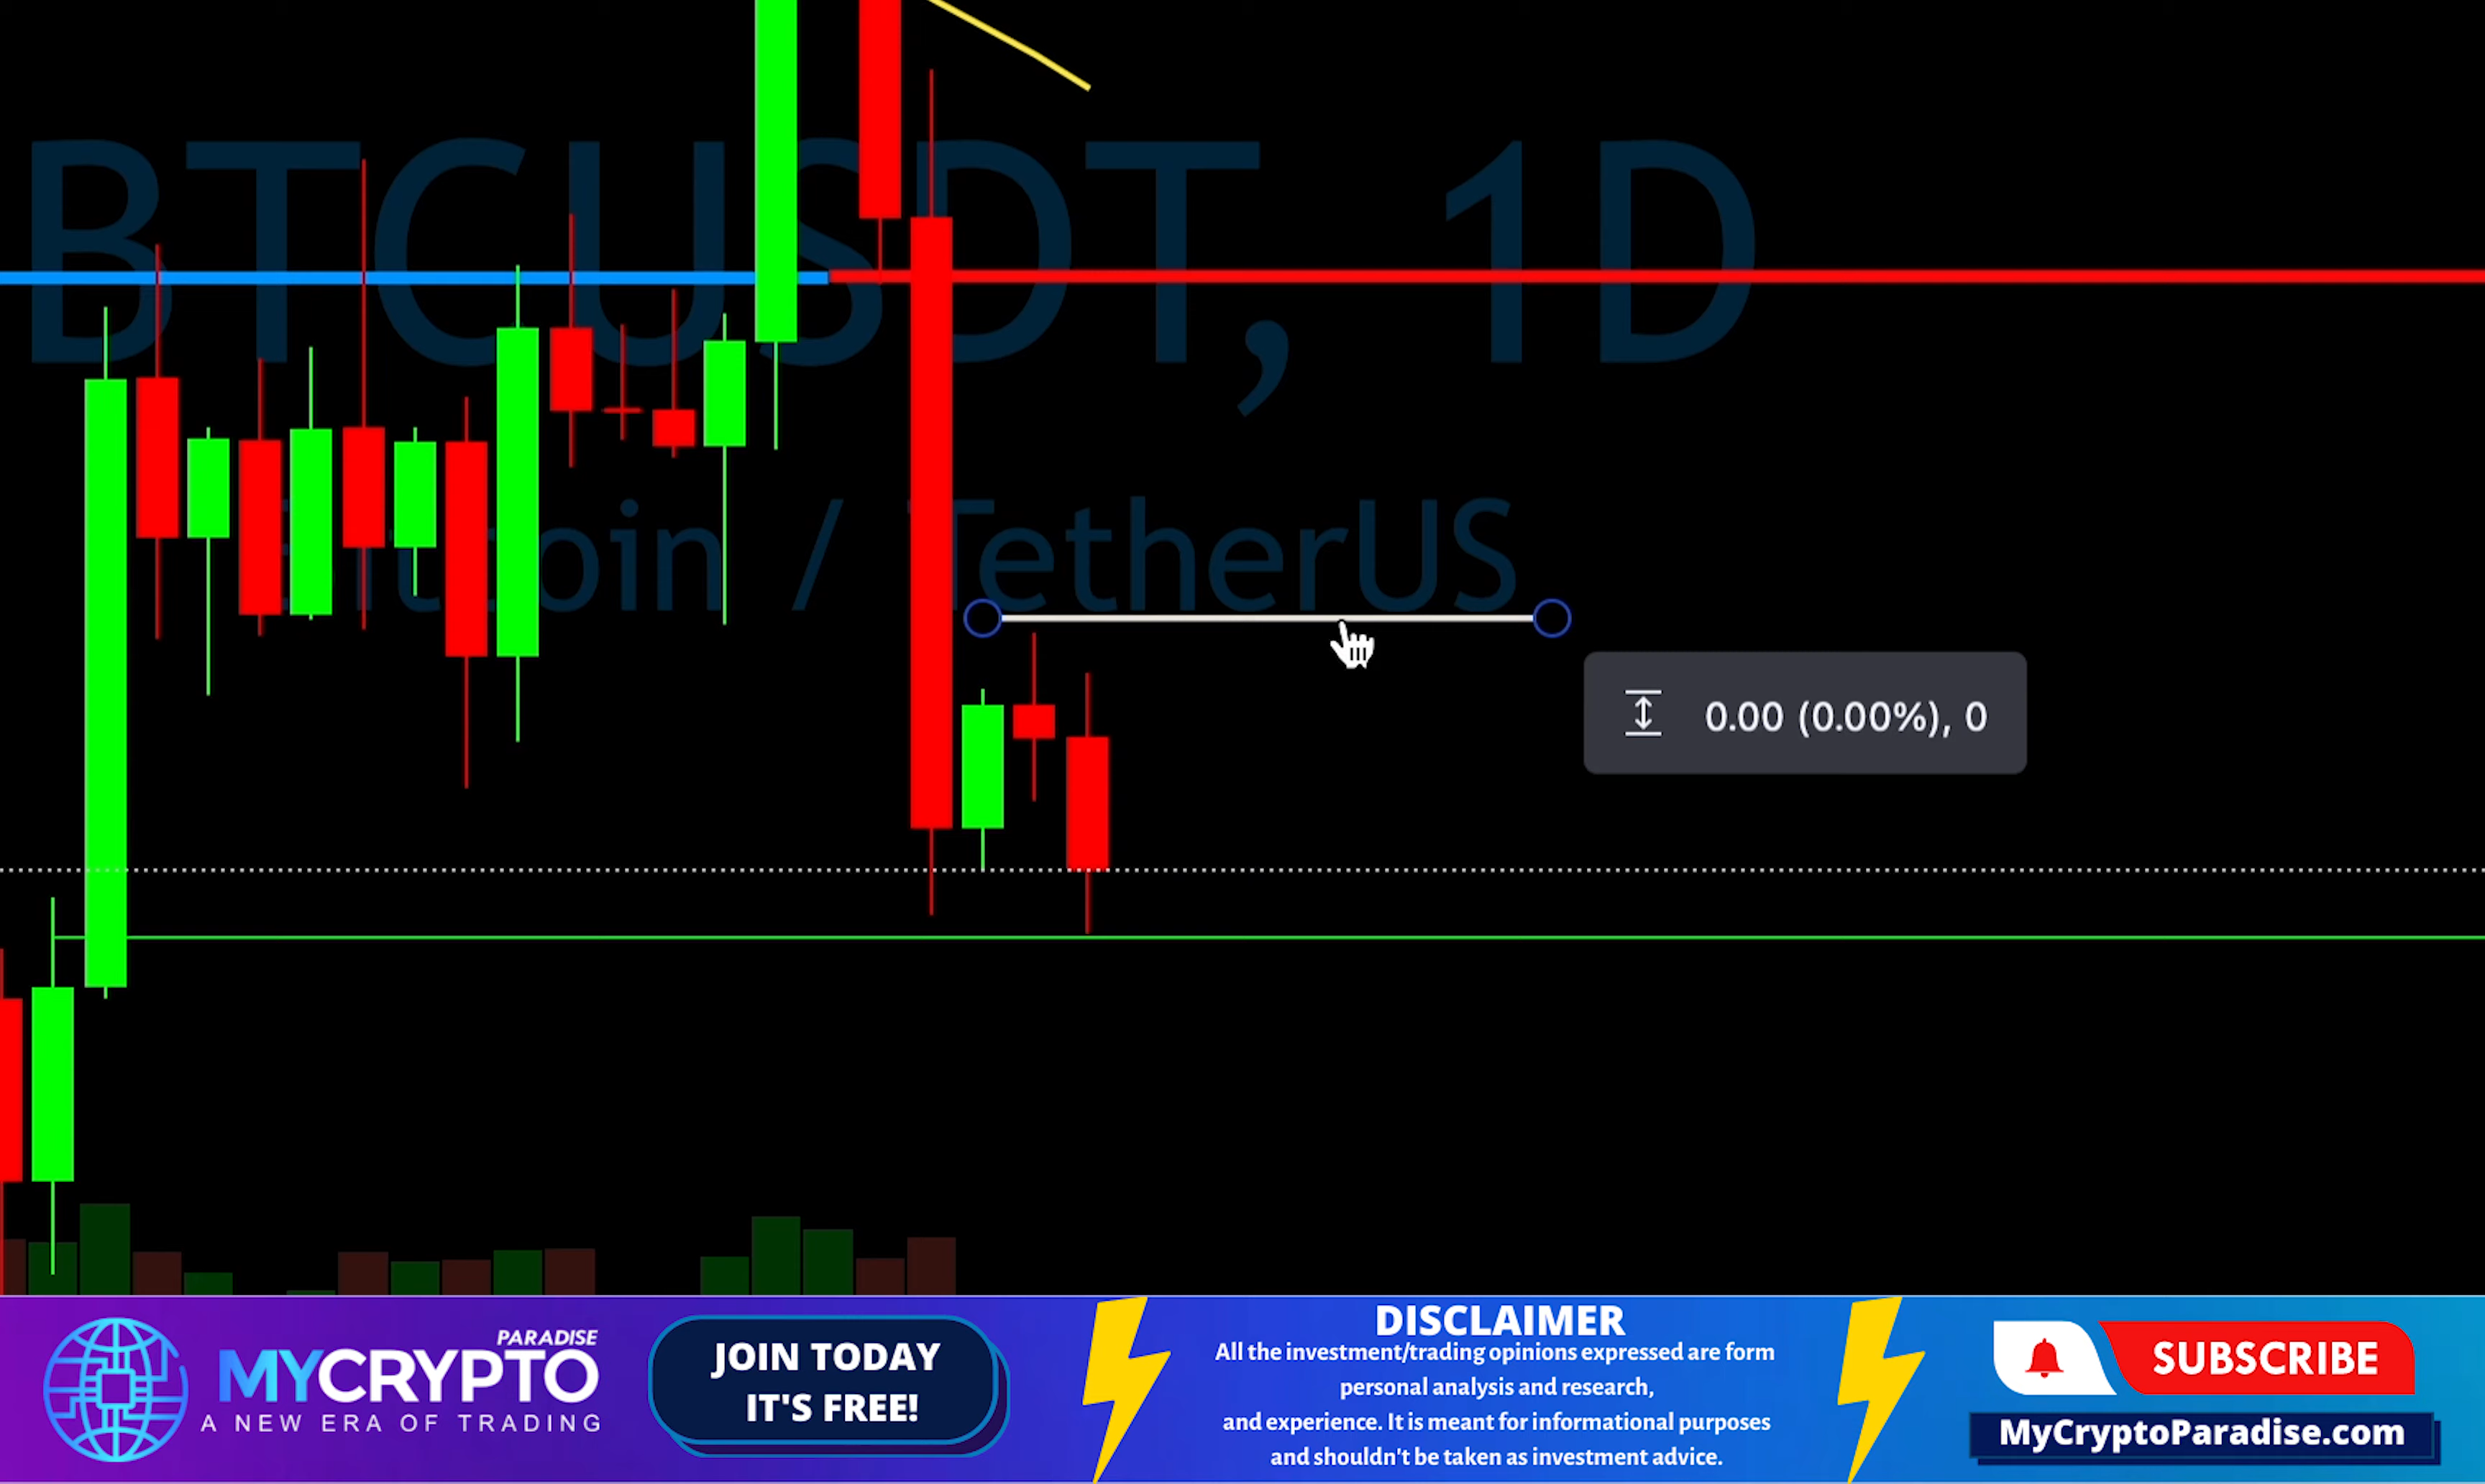 BTCUSDT, 1D
Bitcoin / TetherUS
0.00 (0.00%), 0
PARADISE
MYCRYPTO
A NEW ERA OF TRADING
JOIN TODAY
IT'S FREE!
DISCLAIMER
All the investment/trading opinions expressed are form
personal analysis and research,
and experience. It is meant for informational purposes
and shouldn't be taken as investment advice.
SUBSCRIBE
MyCryptoParadise.com